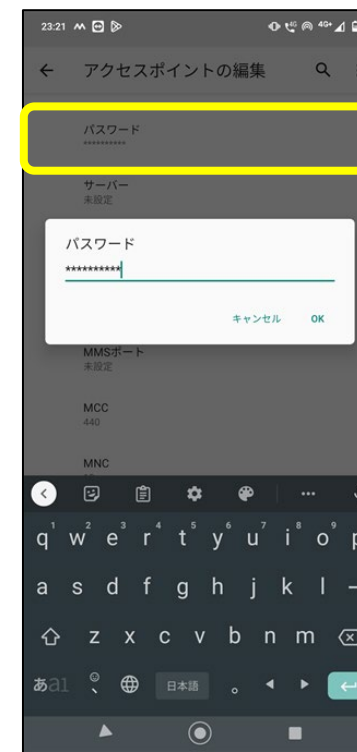 23:21 4G+
アクセスポイントの編集
パスワード
**********
サーバー
未設定
パスワード
**********
キャンセル OK
MMSポート
未設定
MCC
440
MNC
1 2 3 4 5 6 7 8 9
q w e r t y u i o p
a s d f g h j k l -
z x c v b n m
あa1 日本語 。